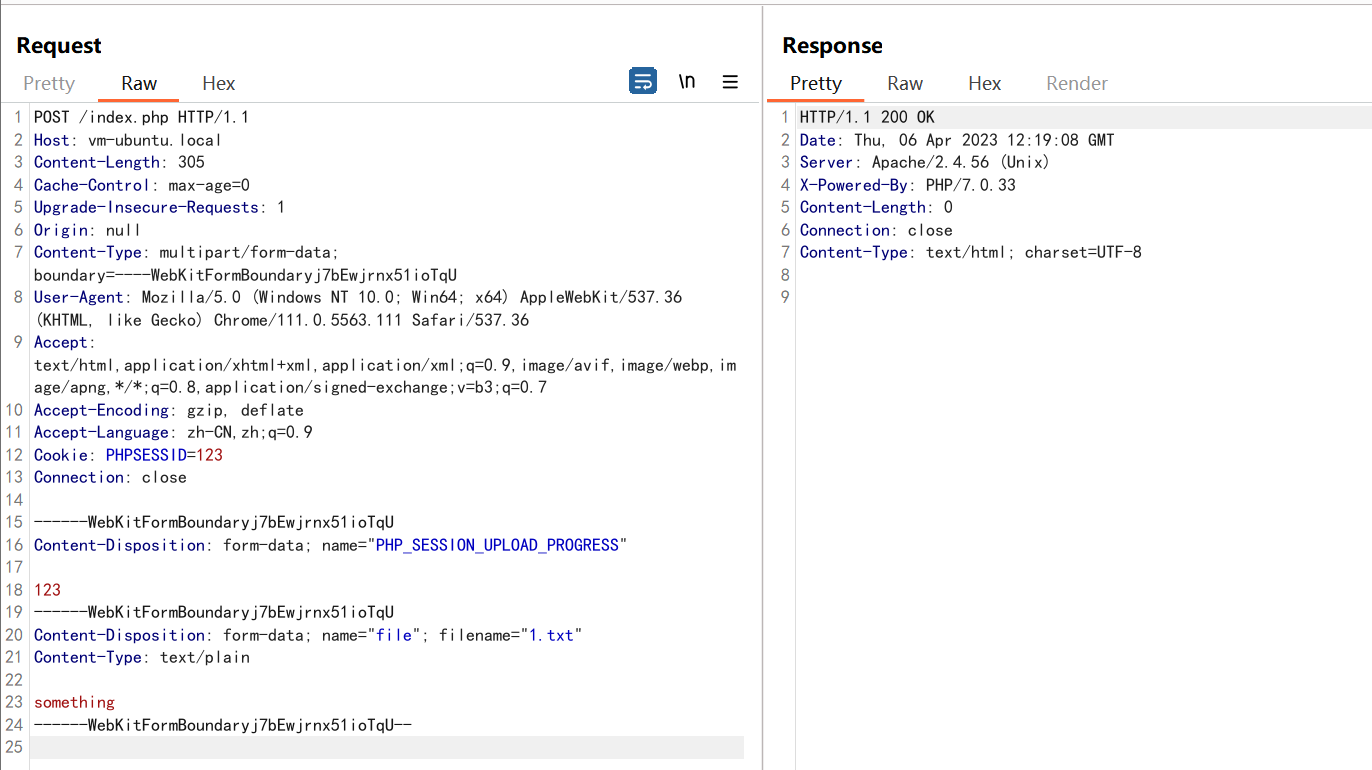 Request
Pretty Raw Hex
\n
1 POST /index.php HTTP/1.1
2 Host: vm-ubuntu.local
3 Content-Length: 305
4 Cache-Control: max-age=0
5 Upgrade-Insecure-Requests: 1
6 Origin: null
7 Content-Type: multipart/form-data;
boundary=----WebKitFormBoundaryj7bEwjrnx51ioTqU
8 User-Agent: Mozilla/5.0 (Windows NT 10.0; Win64; x64) AppleWebKit/537.36
(KHTML, like Gecko) Chrome/111.0.5563.111 Safari/537.36
9 Accept:
text/html,application/xhtml+xml,application/xml;q=0.9,image/avif,image/webp,im
age/apng,*/*;q=0.8,application/signed-exchange;v=b3;q=0.7
10 Accept-Encoding: gzip, deflate
11 Accept-Language: zh-CN,zh;q=0.9
12 Cookie: PHPSESSID=123
13 Connection: close
14
15 ------WebKitFormBoundaryj7bEwjrnx51ioTqU
16 Content-Disposition: form-data; name="PHP_SESSION_UPLOAD_PROGRESS"
17
18 123
19 ------WebKitFormBoundaryj7bEwjrnx51ioTqU
20 Content-Disposition: form-data; name="file"; filename="1.txt"
21 Content-Type: text/plain
22
23 something
24 ------WebKitFormBoundaryj7bEwjrnx51ioTqU--
25
Response
Pretty Raw Hex Render
1 HTTP/1.1 200 OK
2 Date: Thu, 06 Apr 2023 12:19:08 GMT
3 Server: Apache/2.4.56 (Unix)
4 X-Powered-By: PHP/7.0.33
5 Content-Length: 0
6 Connection: close
7 Content-Type: text/html; charset=UTF-8
8
9